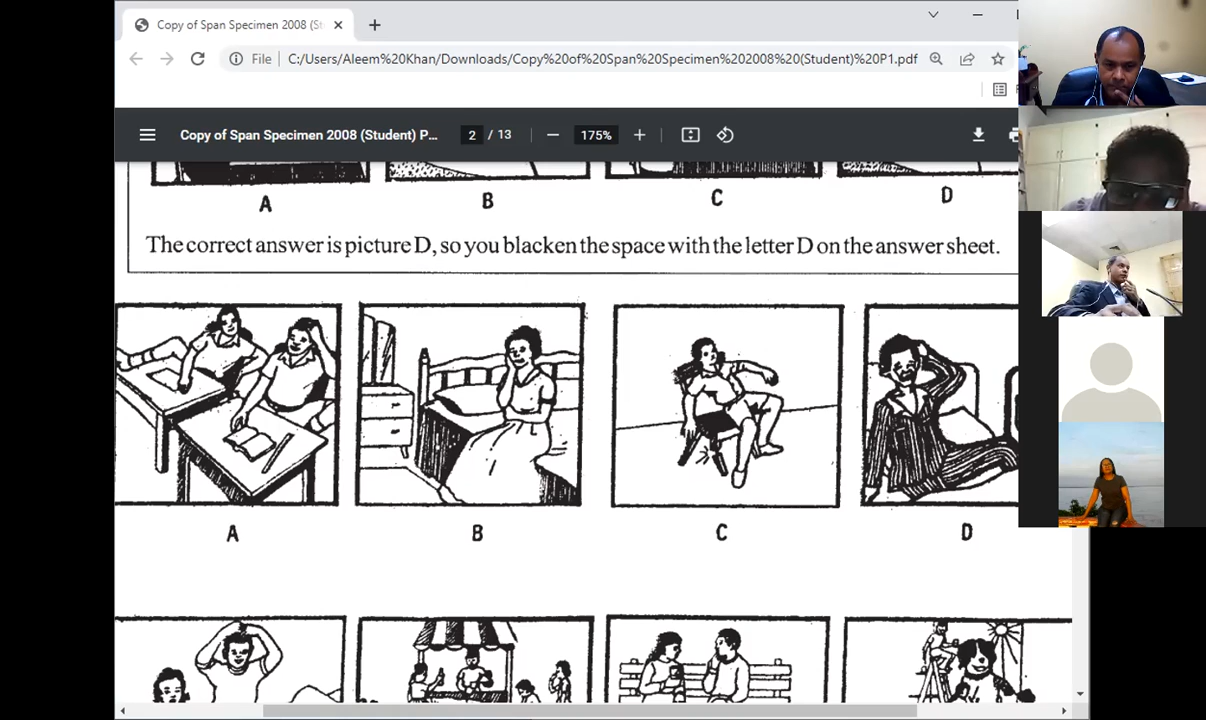 Copy of Span Specimen 2008 (St
File
C:/Users/Aleem%20Khan/Downloads/Copy%20of%20Span%20Specimen%202008%20(Student)%20P1.pdf
Copy of Span Specimen 2008 (Student) P...
2 / 13
175%
A B C D
The correct answer is picture D, so you blacken the space with the letter D on the answer sheet.
A B C D